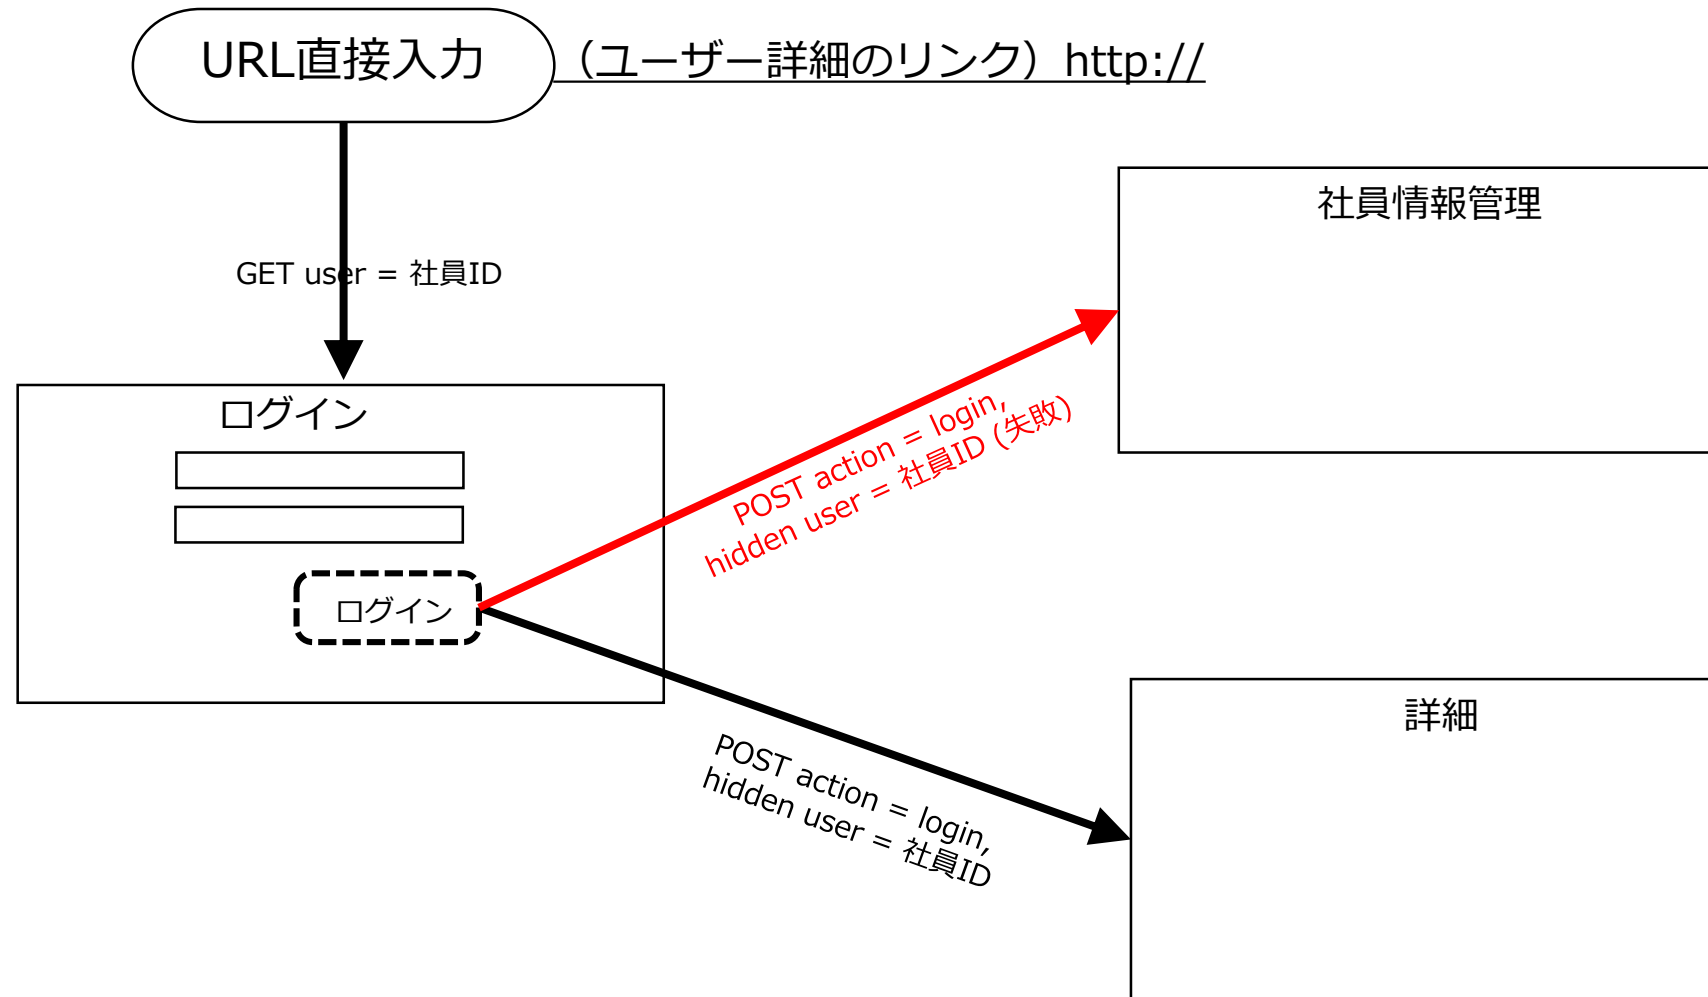 URL直接入力
（ユーザー詳細のリンク）http://
社員情報管理
GET user = 社員ID
ログイン
POST action = login,
hidden user = 社員ID (失敗)
ログイン
詳細
POST action = login,
hidden user = 社員ID